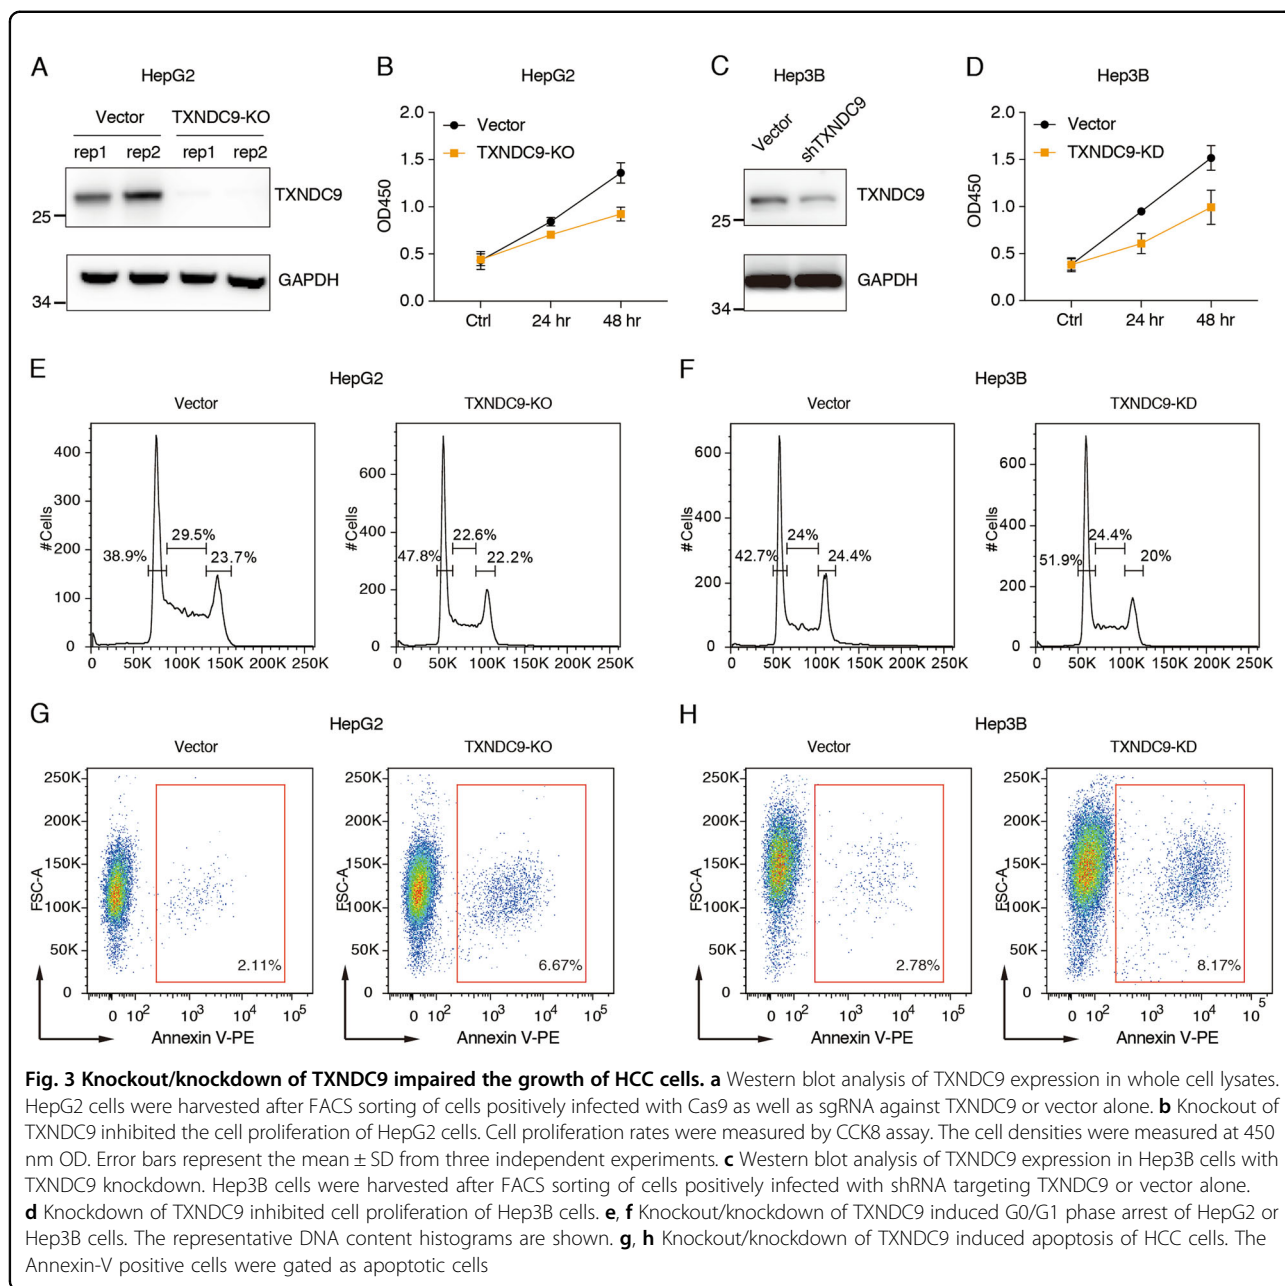 A
HepG2
Vector TXNDC9-KO
rep1 rep2 rep1 rep2
TXNDC9
25
GAPDH
34
B
HepG2
2.0
1.5
1.0
0.5
0.0
OD450
Vector
TXNDC9-KO
Ctrl 24 hr 48 hr
C
Hep3B
Vector shTXNDC9
TXNDC9
25
GAPDH
34
D
Hep3B
2.0
1.5
1.0
0.5
0.0
OD450
Vector
TXNDC9-KD
Ctrl 24 hr 48 hr
E
HepG2
Vector
#Cells
400
300
200
100
0
29.5%
38.9% 23.7%
0 50K 100K 150K 200K 250K
TXNDC9-KO
600
400
200
0
22.6%
47.8% 22.2%
0 50K 100K 150K 200K 250K
F
Hep3B
Vector
#Cells
600
400
200
0
24%
42.7% 24.4%
0 50K 100K 150K 200K 250K
TXNDC9-KD
600
400
200
0
24.4%
51.9% 20%
0 50K 100K 150K 200K 250K
G
HepG2
Vector
FSC-A
250K
200K
150K
100K
50K
0
2.11%
0 10² 10³ 10⁴ 10⁵
Annexin V-PE
TXNDC9-KO
FSC-A
250K
200K
150K
100K
50K
0
6.67%
0 10² 10³ 10⁴ 10⁵
Annexin V-PE
H
Hep3B
Vector
FSC-A
250K
200K
150K
100K
50K
0
2.78%
0 10² 10³ 10⁴ 10⁵
Annexin V-PE
TXNDC9-KD
FSC-A
250K
200K
150K
100K
50K
0
8.17%
0 10² 10³ 10⁴ 10⁵
Annexin V-PE
Fig. 3 Knockout/knockdown of TXNDC9 impaired the growth of HCC cells. a Western blot analysis of TXNDC9 expression in whole cell lysates.
HepG2 cells were harvested after FACS sorting of cells positively infected with Cas9 as well as sgRNA against TXNDC9 or vector alone. b Knockout of
TXNDC9 inhibited the cell proliferation of HepG2 cells. Cell proliferation rates were measured by CCK8 assay. The cell densities were measured at 450
nm OD. Error bars represent the mean ± SD from three independent experiments. c Western blot analysis of TXNDC9 expression in Hep3B cells with
TXNDC9 knockdown. Hep3B cells were harvested after FACS sorting of cells positively infected with shRNA targeting TXNDC9 or vector alone.
d Knockdown of TXNDC9 inhibited cell proliferation of Hep3B cells. e, f Knockout/knockdown of TXNDC9 induced G0/G1 phase arrest of HepG2 or
Hep3B cells. The representative DNA content histograms are shown. g, h Knockout/knockdown of TXNDC9 induced apoptosis of HCC cells. The
Annexin-V positive cells were gated as apoptotic cells